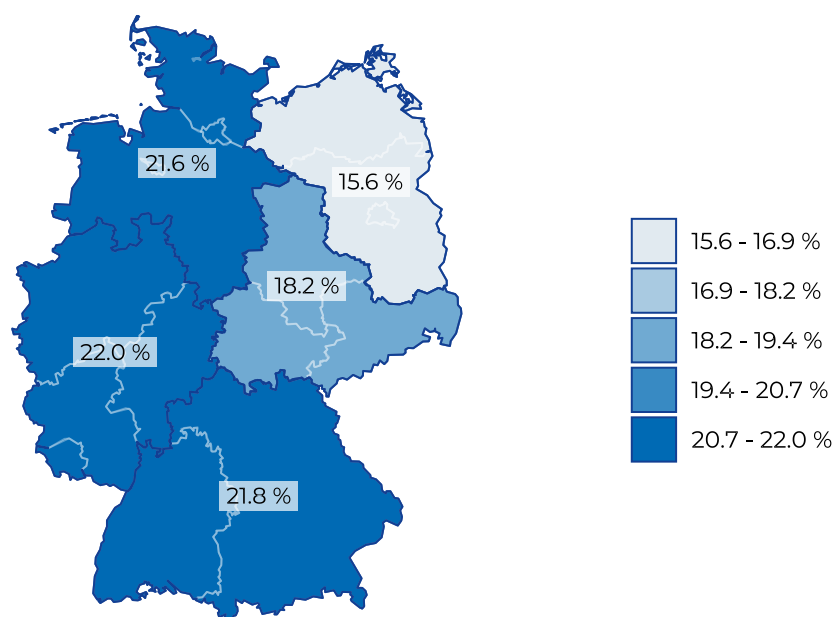 21.6 %
15.6 %
18.2 %
22.0 %
21.8 %
15.6 - 16.9 %
16.9 - 18.2 %
18.2 - 19.4 %
19.4 - 20.7 %
20.7 - 22.0 %